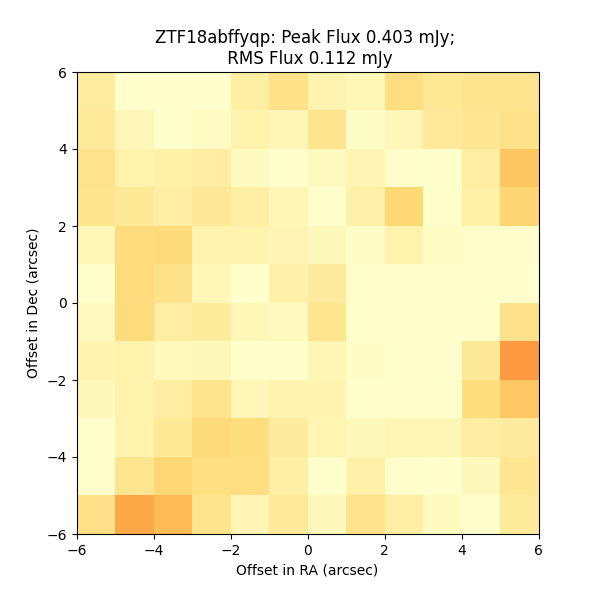 ZTF18abffyqp: Peak Flux 0.403 mJy;
RMS Flux 0.112 mJy
6
4
2
0
−2
−4
−6
Offset in Dec (arcsec)
−6 −4 −2 0 2 4 6
Offset in RA (arcsec)